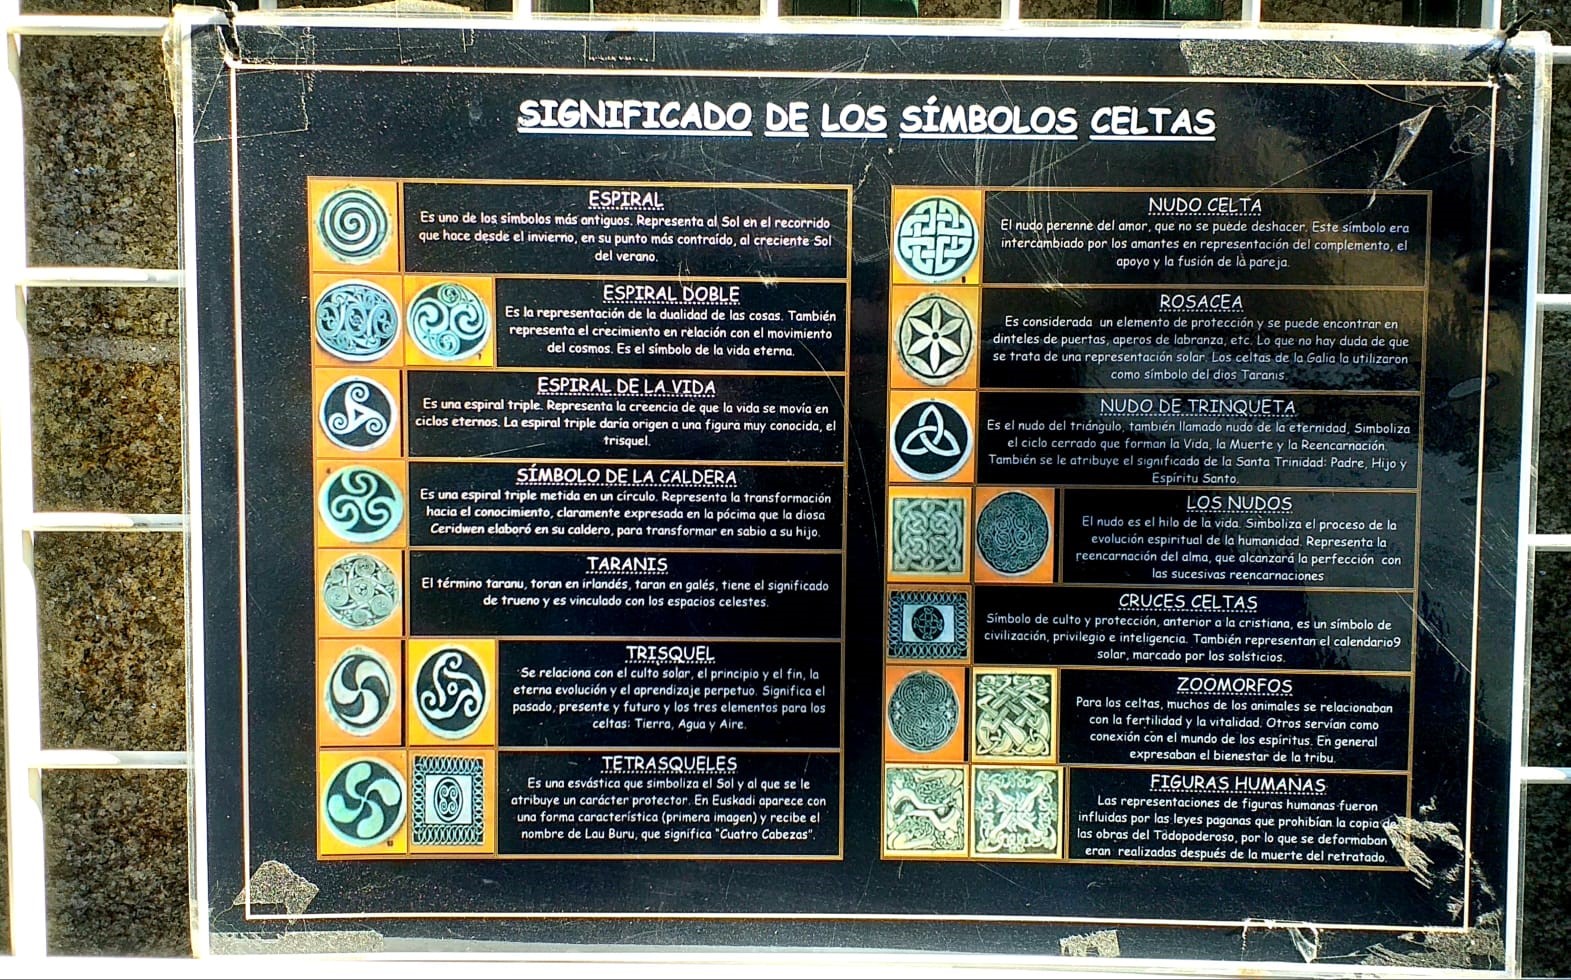 SIGNIFICADO DE LOS SÍMBOLOS CELTAS
ESPIRAL
Es uno de los símbolos más antiguos. Representa al Sol en el recorrido
que hace desde el invierno, en su punto más contraído, al creciente Sol
del verano.
ESPIRAL DOBLE
Es la representación de la dualidad de las cosas. También
representa el crecimiento en relación con el movimiento
del cosmos. Es el símbolo de la vida eterna.
ESPIRAL DE LA VIDA
Es una espiral triple. Representa la creencia de que la vida se movía en
ciclos eternos. La espiral triple daría origen a una figura muy conocida, el
trisquel.
SÍMBOLO DE LA CALDERA
Es una espiral triple metida en un círculo. Representa la transformación
hacia el conocimiento, claramente expresada en la pócima que la diosa
Ceridwen elaboró en su caldero, para transformar en sabio a su hijo.
TARANIS
El término taranu, toran en irlandés, taran en galés, tiene el significado
de trueno y es vinculado con los espacios celestes.
TRISQUEL
Se relaciona con el culto solar, el principio y el fin, la
eterna evolución y el aprendizaje perpetuo. Significa el
pasado, presente y futuro y los tres elementos para los
celtas: Tierra, Agua y Aire.
TETRASQUELES
Es una esvástica que simboliza el Sol y al que se le
atribuye un carácter protector. En Euskadi aparece con
una forma característica (primera imagen) y recibe el
nombre de Lau Buru, que significa "Cuatro Cabezas".
NUDO CELTA
El nudo perenne del amor, que no se puede deshacer. Este símbolo era
intercambiado por los amantes en representación del complemento, el
apoyo y la fusión de la pareja.
ROSACEA
Es considerada un elemento de protección y se puede encontrar en
dinteles de puertas, aperos de labranza, etc. Lo que no hay duda de que
se trata de una representación solar. Los celtas de la Galia la utilizaron
como símbolo del dios Taranis.
NUDO DE TRINQUETA
Es el nudo del triángulo, también llamado nudo de la eternidad, Simboliza
el ciclo cerrado que forman la Vida, la Muerte y la Reencarnación.
También se le atribuye el significado de la Santa Trinidad: Padre, Hijo y
Espíritu Santo.
LOS NUDOS
El nudo es el hilo de la vida. Simboliza el proceso de la
evolución espiritual de la humanidad. Representa la
reencarnación del alma, que alcanzará la perfección con
las sucesivas reencarnaciones
CRUCES CELTAS
Símbolo de culto y protección, anterior a la cristiana, es un símbolo de
civilización, privilegio e inteligencia. También representan el calendario9
solar, marcado por los solsticios.
ZOOMORFOS
Para los celtas, muchos de los animales se relacionaban
con la fertilidad y la vitalidad. Otros servían como
conexión con el mundo de los espíritus. En general
expresaban el bienestar de la tribu.
FIGURAS HUMANAS
Las representaciones de figuras humanas fueron
influidas por las leyes paganas que prohibían la copia de
las obras del Todopoderoso, por lo que se deformaban
eran realizadas después de la muerte del retratado.